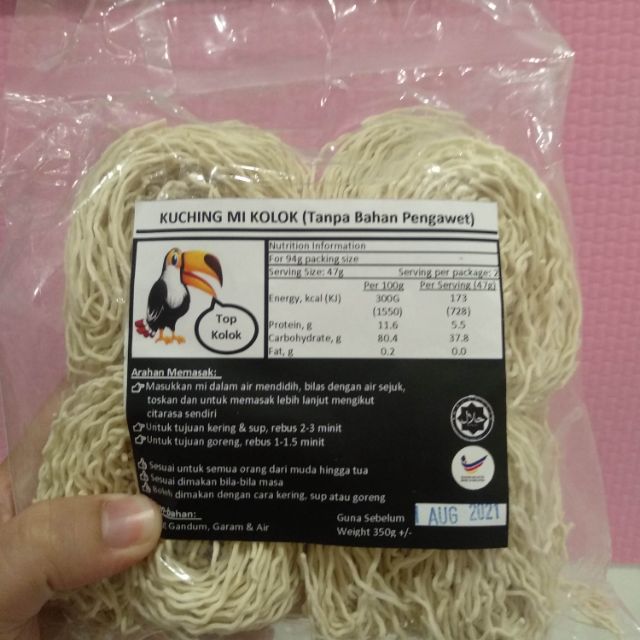 KUCHING MI KOLOK (Tanpa Bahan Pengawet)
Top
Kolok
Nutrition Information
For 94g packing size -
Serving Size: 47g Serving per package: 2
Per 100g Per Serving (47g)
Energy, kcal (KJ) 300G 173
(1550) (728)
Protein, g 11.6 5.5
Carbohydrate, g 80.4 37.8
Fat, g 0.2 0.0
Arahan Memasak:
Masukkan mi dalam air mendidih, bilas dengan air sejuk,
toskan dan untuk memasak lebih lanjut mengikut
citarasa sendiri
Untuk tujuan kering & sup, rebus 2-3 minit
Untuk tujuan goreng, rebus 1-1.5 minit
Sesuai untuk semua orang dari muda hingga tua
Sesuai dimakan bila-bila masa
Boleh dimakan dengan cara kering, sup atau goreng
Bahan:
Gandum, Garam & Air
Guna Sebelum 1 AUG 2021
Weight 350g +/-